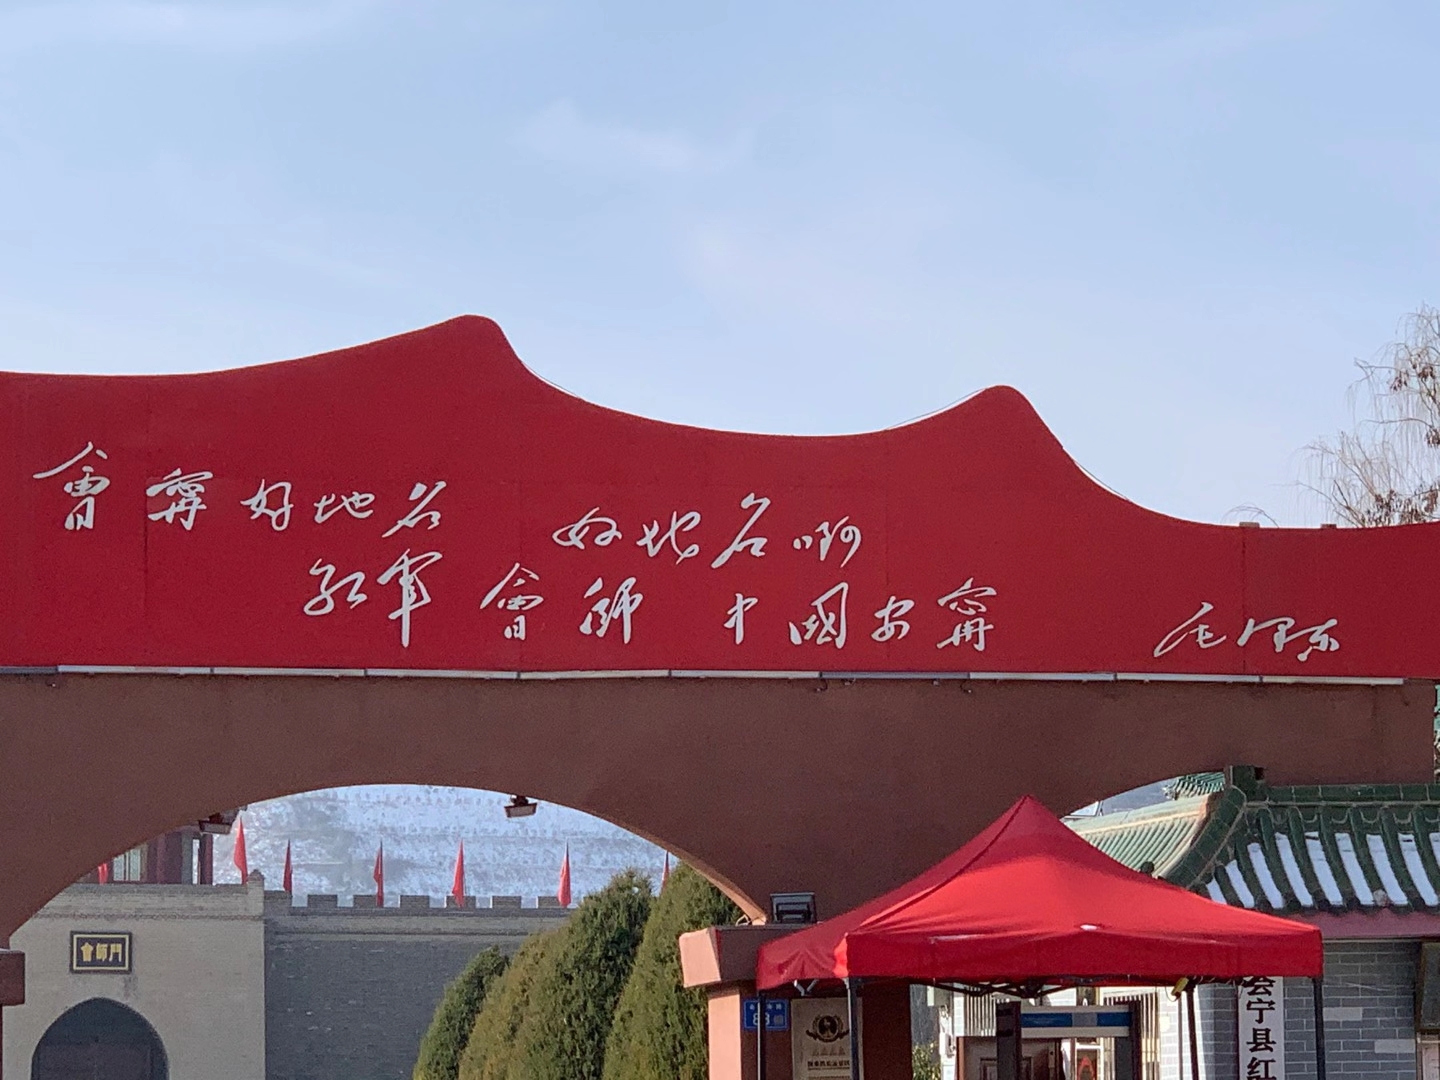 會寧好地名
好地名啊
紅軍會師 中國安寧 毛泽东
會師門
88
会宁县红